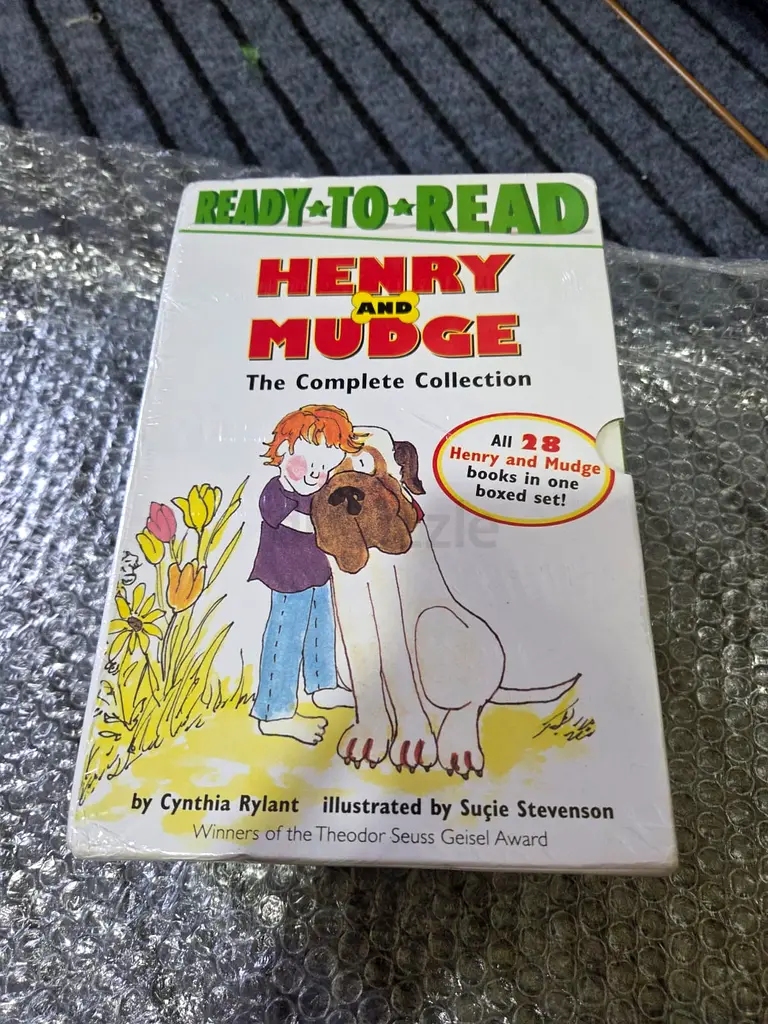 READY★TO★READ
HENRY
AND
MUDGE
The Complete Collection
All 28
Henry and Mudge
books in one
boxed set!
by Cynthia Rylant illustrated by Suçie Stevenson
Winners of the Theodor Seuss Geisel Award